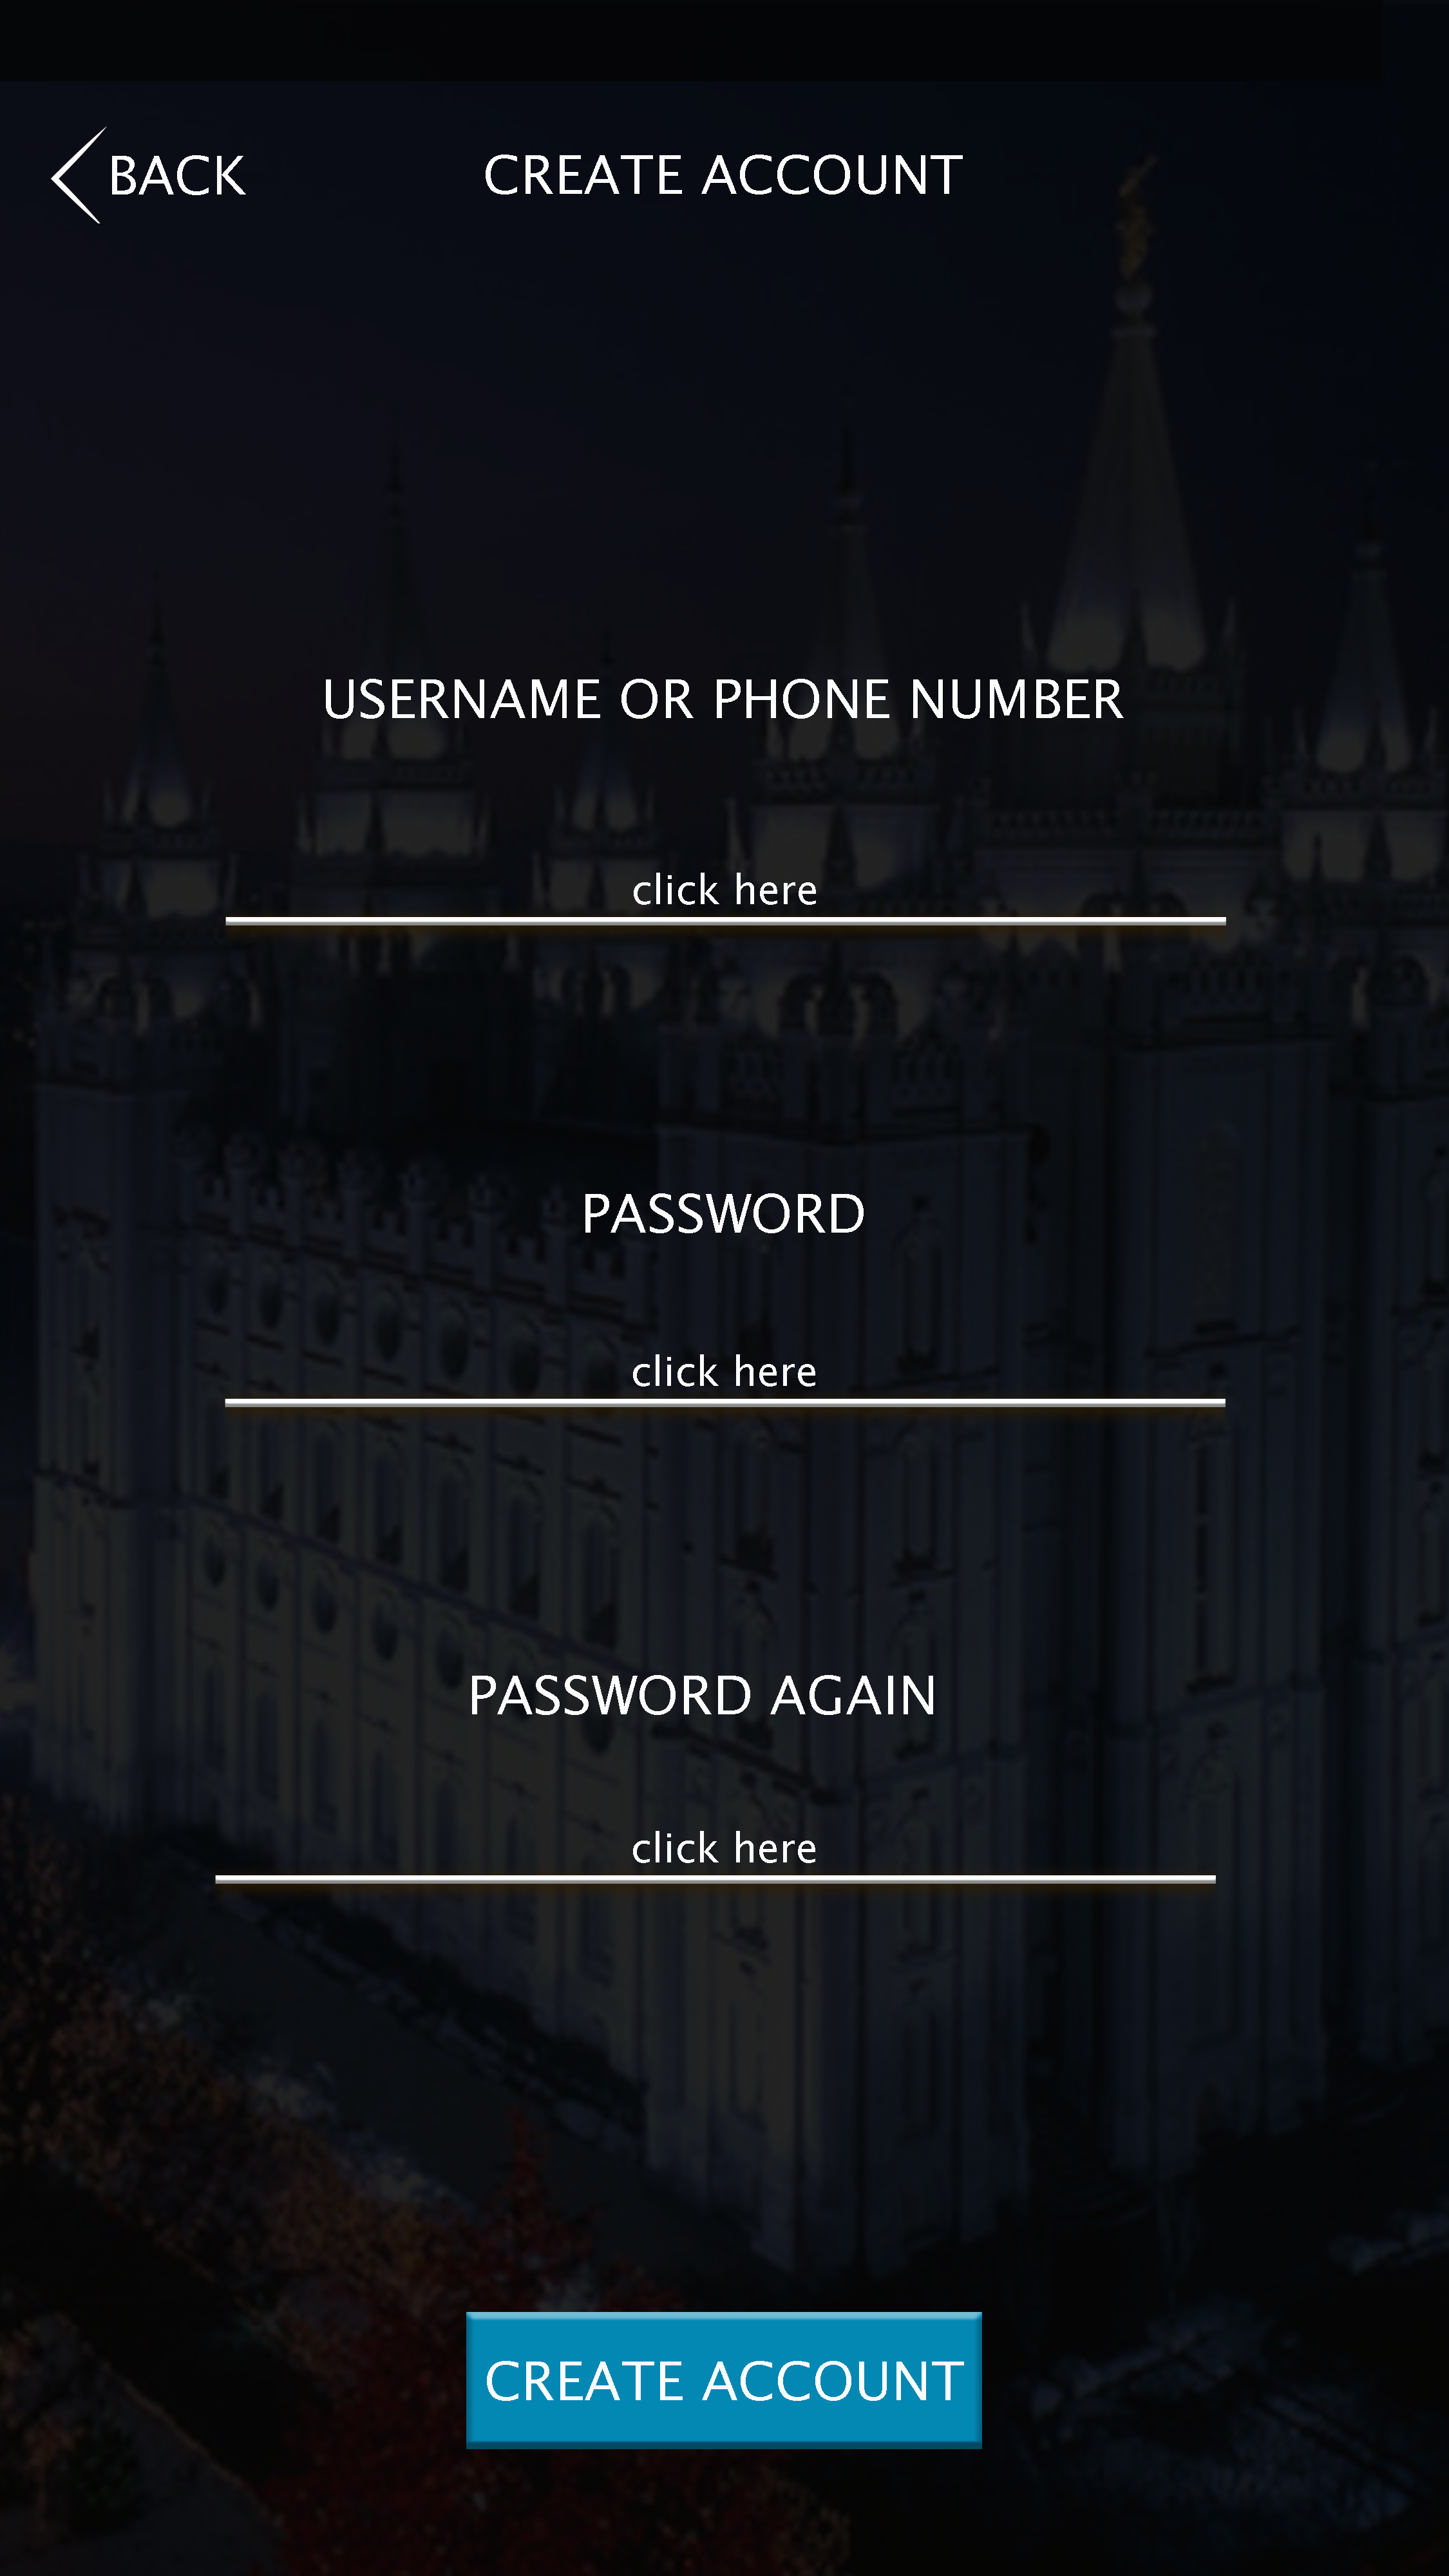 BACK
CREATE ACCOUNT
USERNAME OR PHONE NUMBER
click here
PASSWORD
click here
PASSWORD AGAIN
click here
CREATE ACCOUNT